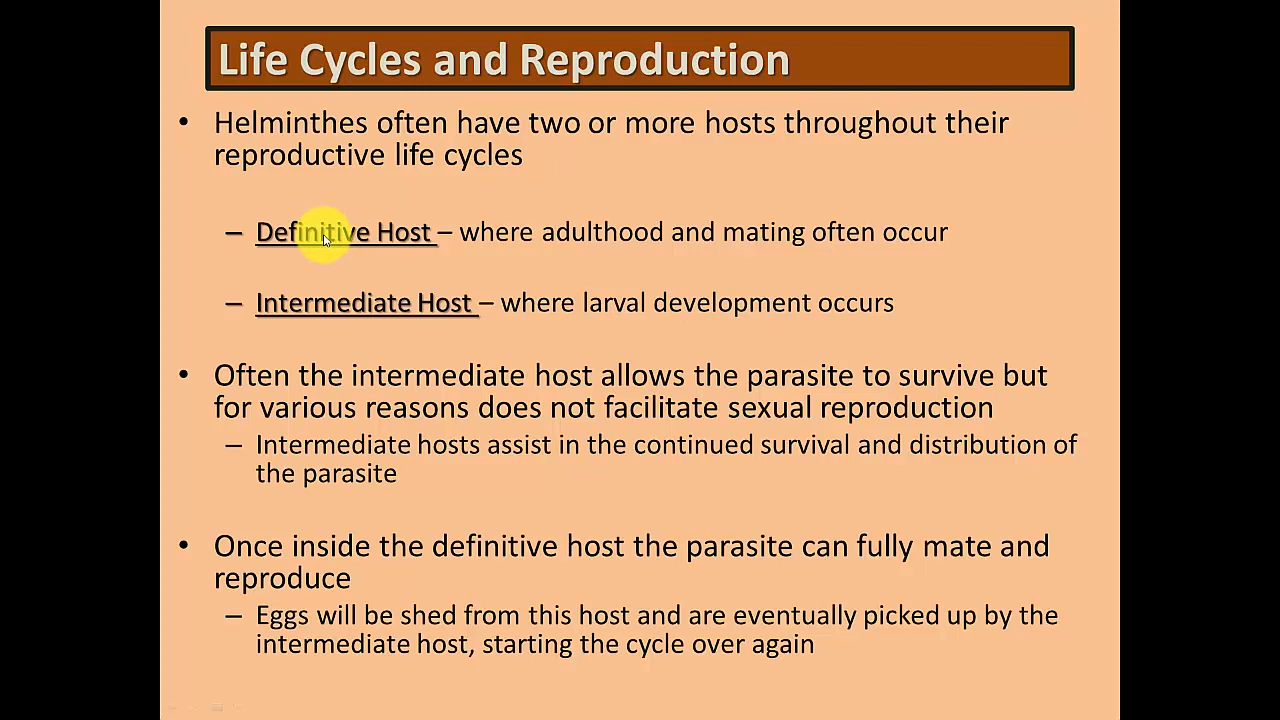 Life Cycles and Reproduction
• Helminthes often have two or more hosts throughout their
reproductive life cycles
– Definitive Host – where adulthood and mating often occur
– Intermediate Host – where larval development occurs
• Often the intermediate host allows the parasite to survive but
for various reasons does not facilitate sexual reproduction
– Intermediate hosts assist in the continued survival and distribution of
the parasite
• Once inside the definitive host the parasite can fully mate and
reproduce
– Eggs will be shed from this host and are eventually picked up by the
intermediate host, starting the cycle over again